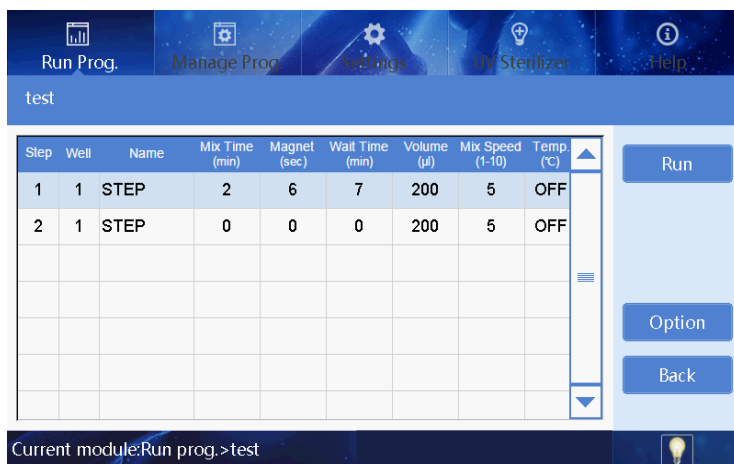 Run Prog. Manage Prog. Settings UV Sterilizer Help
test
Step Well Name Mix Time (min) Magnet (sec) Wait Time (min) Volume (μl) Mix Speed (1-10) Temp. (℃)
1 1 STEP 2 6 7 200 5 OFF
2 1 STEP 0 0 0 200 5 OFF
Run
Option
Back
Current module:Run prog.>test